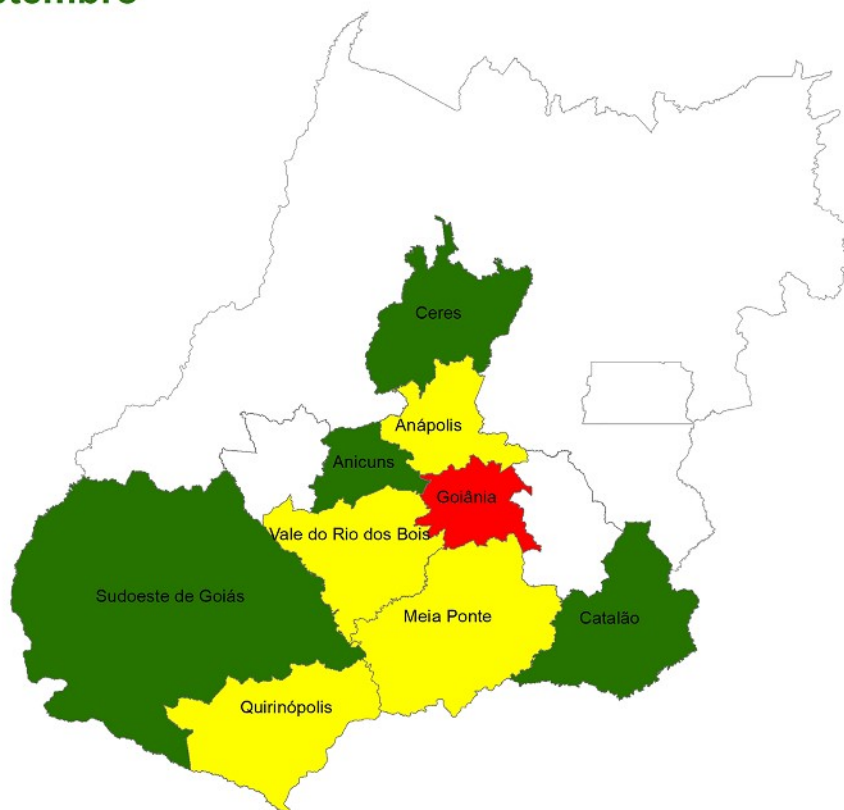 Ceres
Anápolis
Anicuns
Goiânia
Vale do Rio dos Bois
Sudoeste de Goiás
Meia Ponte
Catalão
Quirinópolis